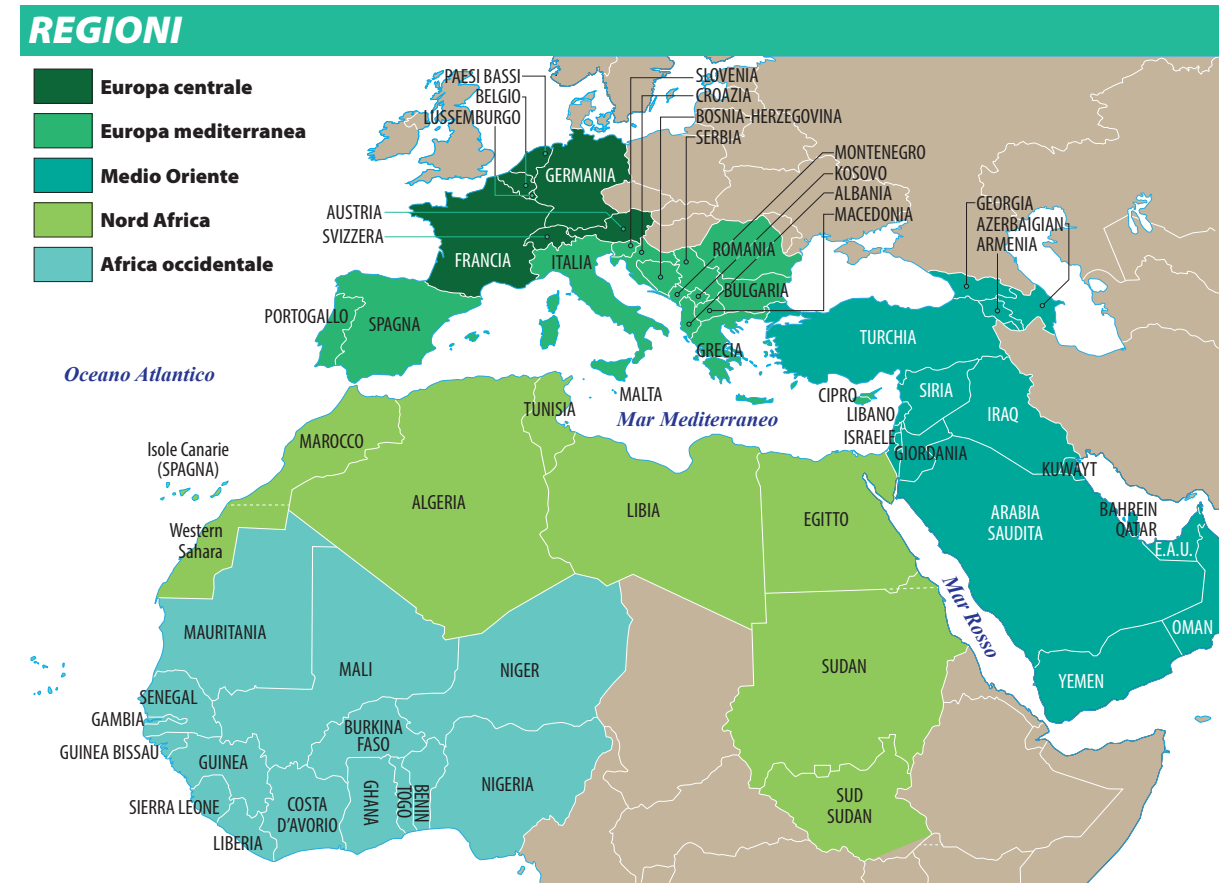 REGIONI
Europa centrale
Europa mediterranea
Medio Oriente
Nord Africa
Africa occidentale
PAESI BASSI
BELGIO
LUSSEMBURGO
SLOVENIA
CROAZIA
BOSNIA-HERZEGOVINA
SERBIA
MONTENEGRO
KOSOVO
ALBANIA
MACEDONIA
GEORGIA
AZERBAIGIAN
ARMENIA
GERMANIA
AUSTRIA
SVIZZERA
FRANCIA
ITALIA
ROMANIA
BULGARIA
PORTOGALLO
SPAGNA
GRECIA
TURCHIA
Oceano Atlantico
MALTA
Mar Mediterraneo
CIPRO
LIBANO
ISRAELE
SIRIA
IRAQ
GIORDANIA
KUWAYT
TUNISIA
MAROCCO
Isole Canarie
(SPAGNA)
ALGERIA
LIBIA
EGITTO
ARABIA
SAUDITA
BAHREIN
QATAR
E.A.U.
Western
Sahara
Mar Rosso
OMAN
YEMEN
MAURITANIA
MALI
NIGER
SUDAN
SENEGAL
GAMBIA
GUINEA BISSAU
GUINEA
BURKINA
FASO
SIERRA LEONE
LIBERIA
COSTA
D'AVORIO
GHANA
TOGO
BENIN
NIGERIA
SUD
SUDAN